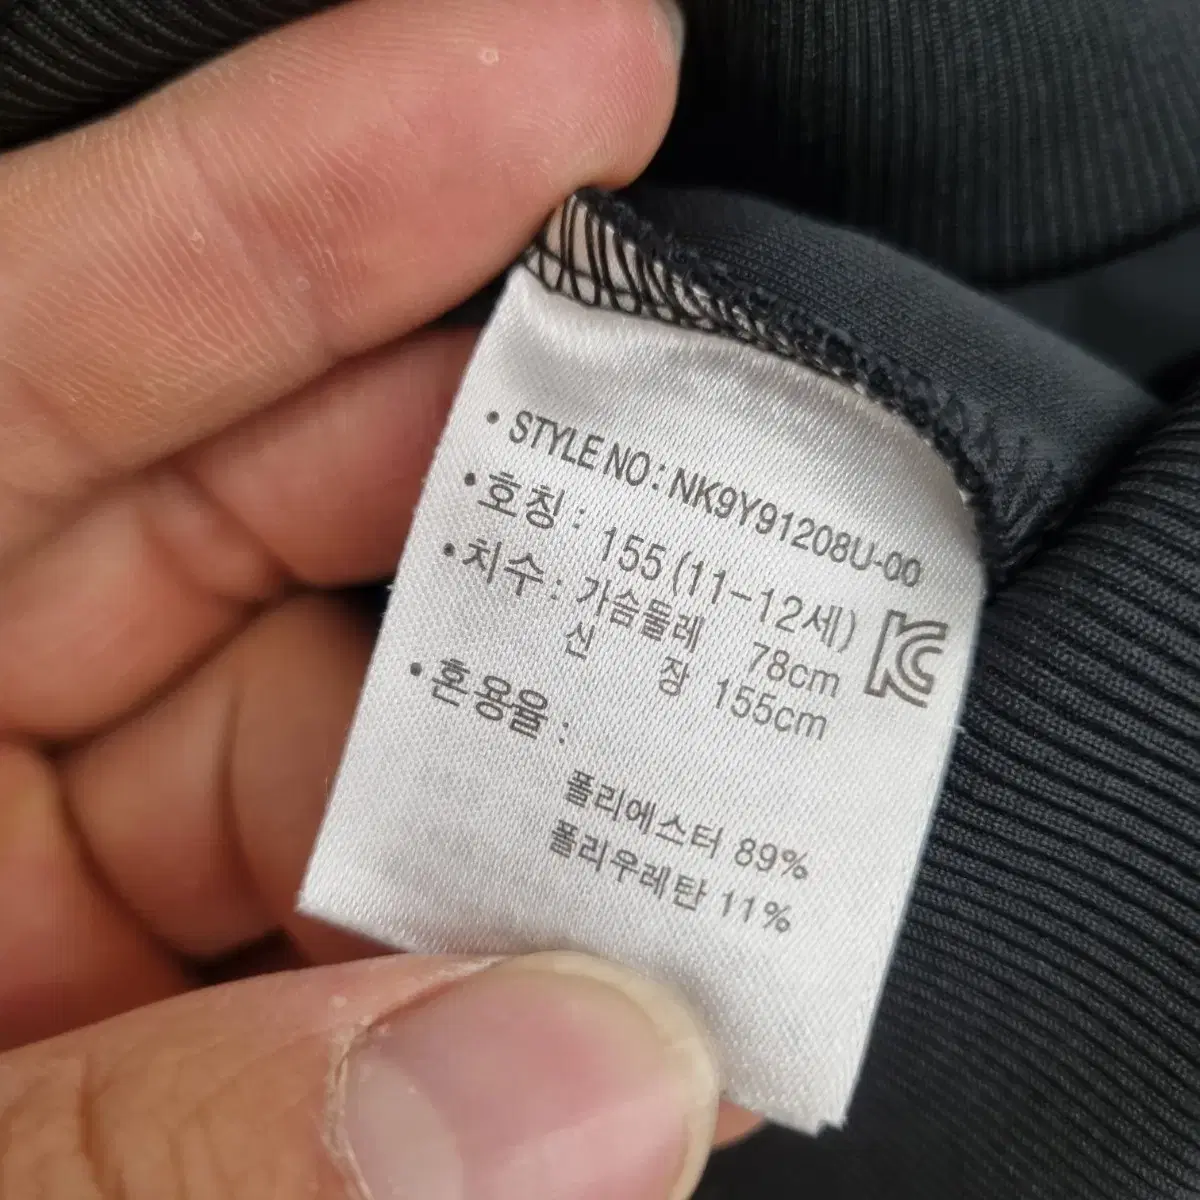 • STYLE NO : NK9Y91208U-00
• 호칭 : 155 (11-12세)
• 치수 : 가슴둘레 78cm
신 장 155cm
KC
• 혼용율 :
폴리에스터 89%
폴리우레탄 11%